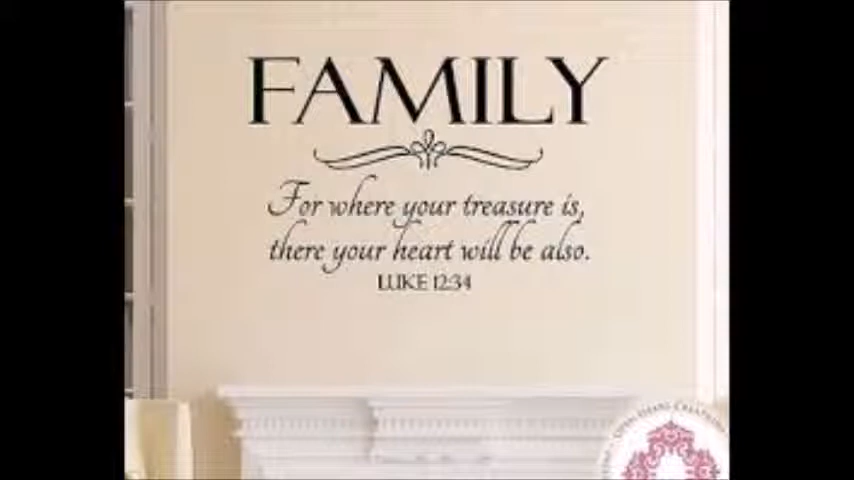 FAMILY
For where your treasure is,
there your heart will be also.
LUKE 12:34